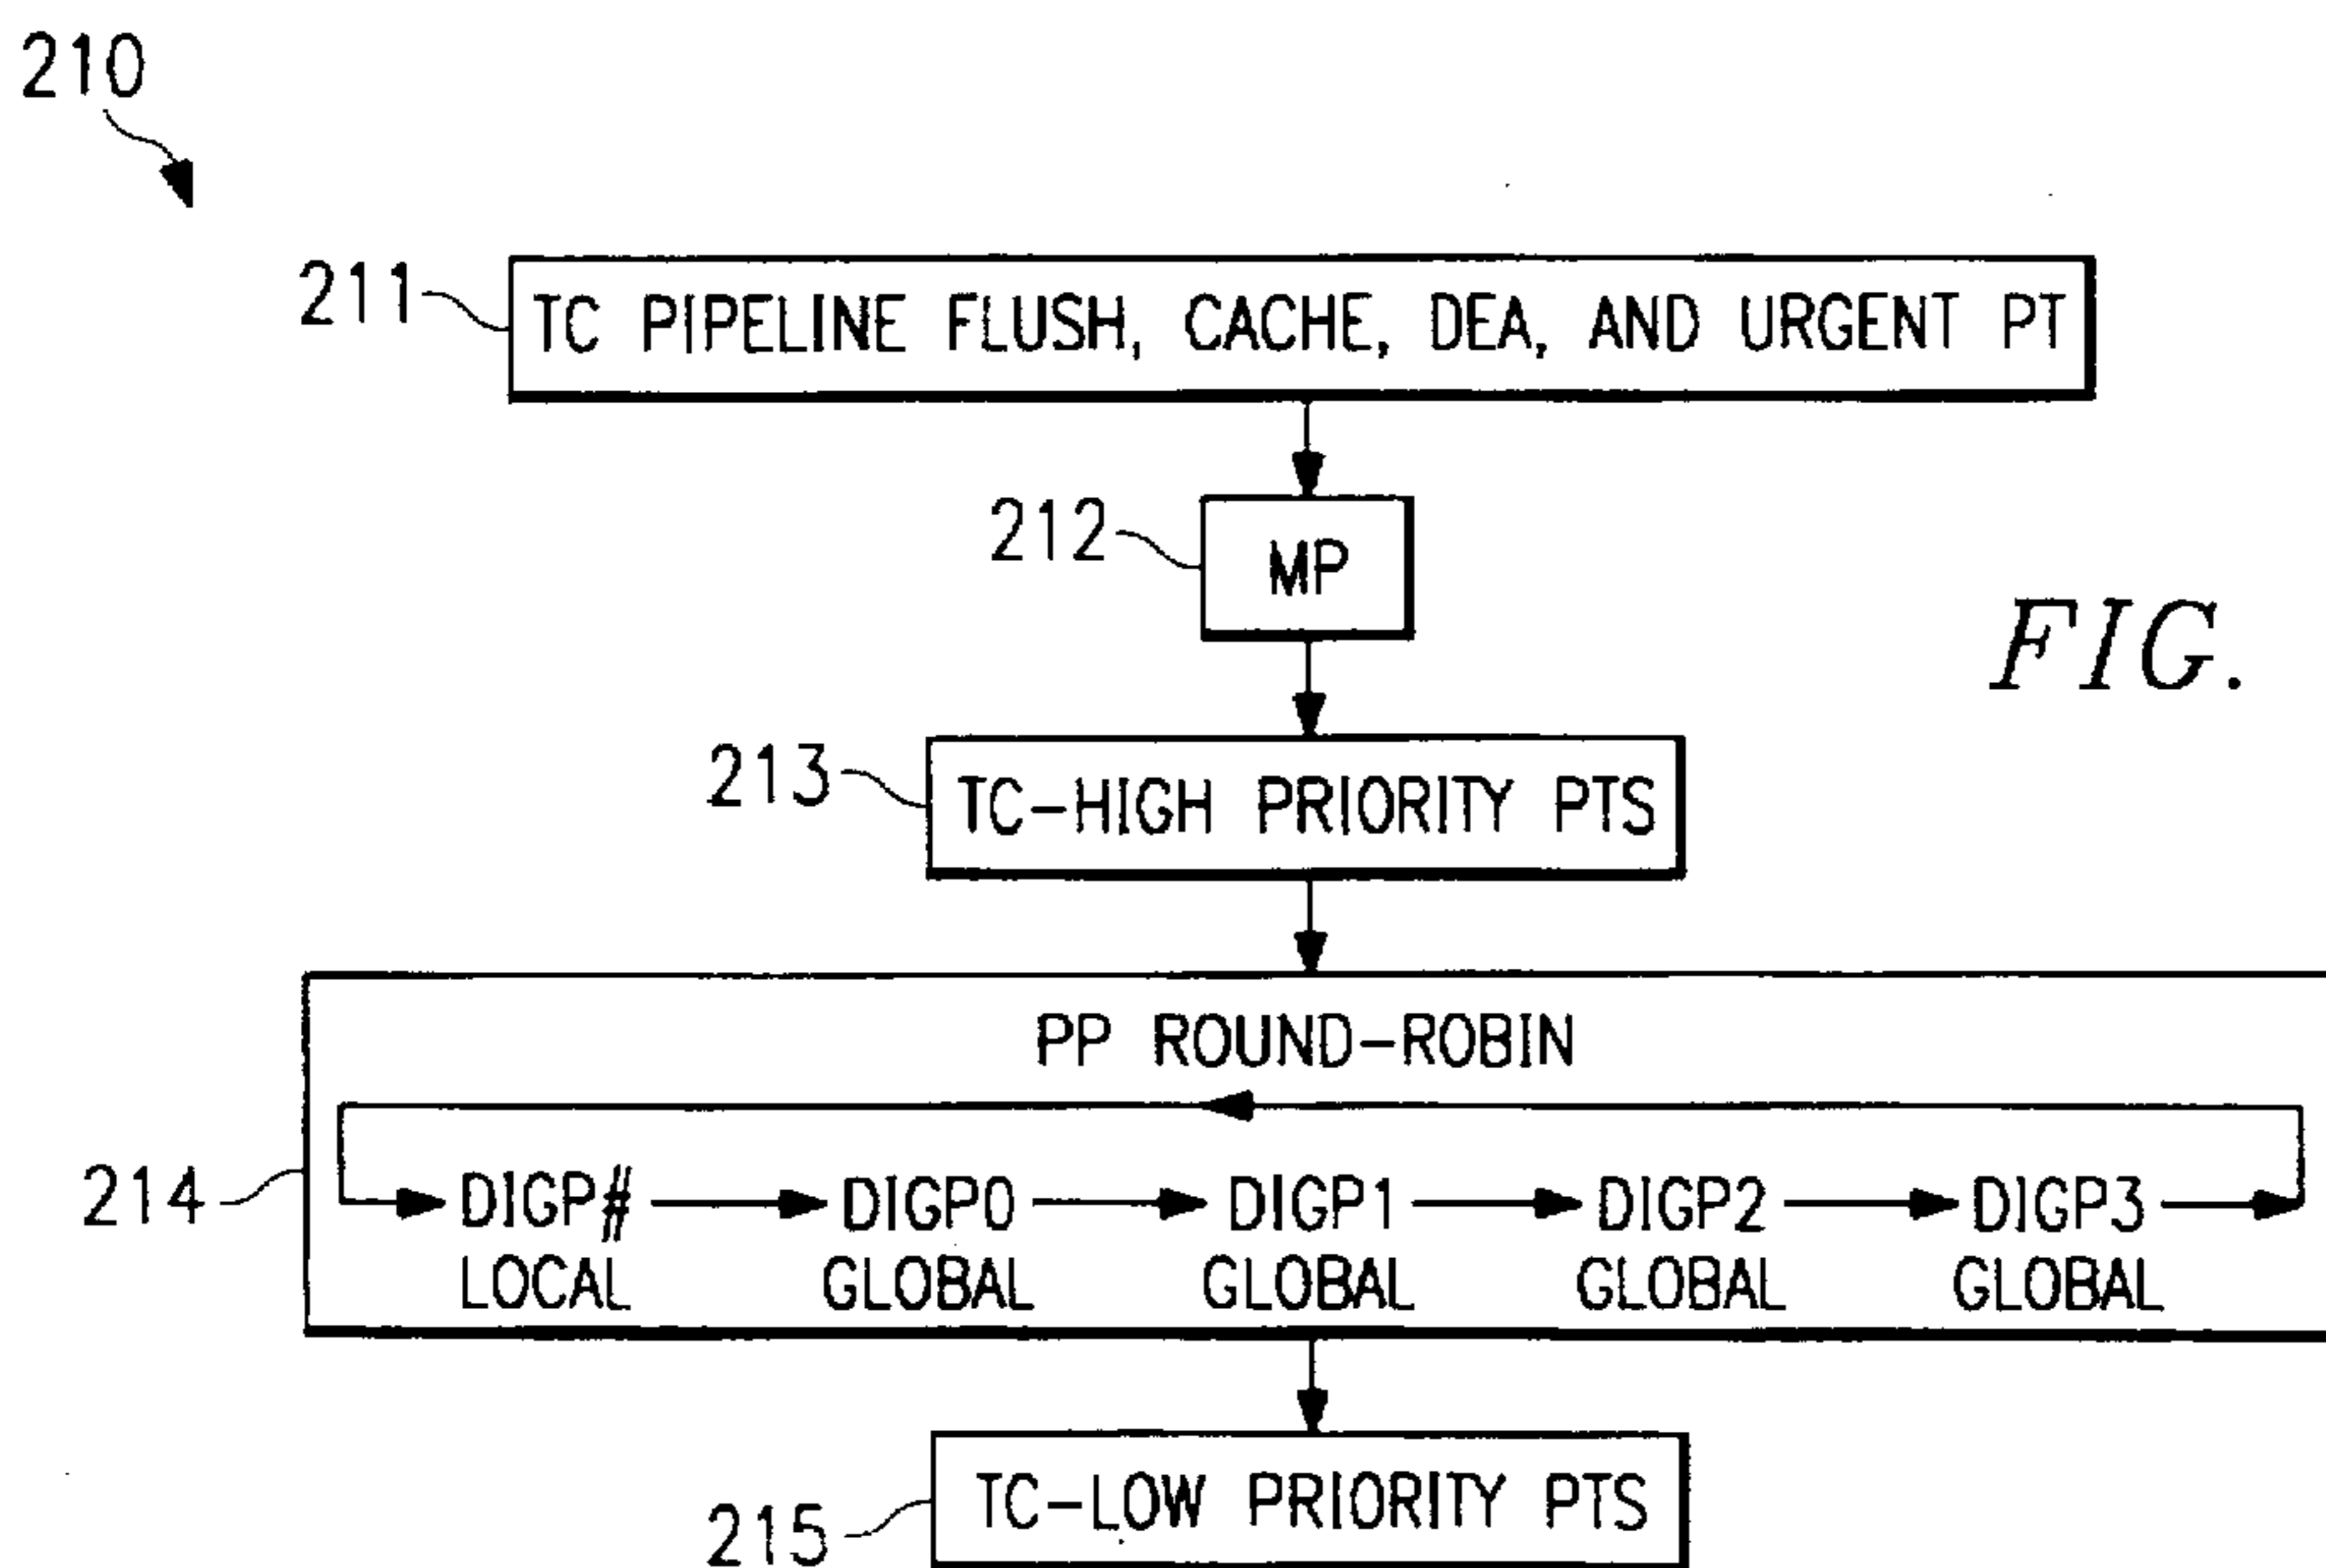 210
211
TC PIPELINE FLUSH, CACHE, DEA, AND URGENT PT
212
MP
FIG.
213
TC-HIGH PRIORITY PTS
PP ROUND-ROBIN
214
DIGP# DIGP0 DIGP1 DIGP2 DIGP3
LOCAL GLOBAL GLOBAL GLOBAL GLOBAL
215
TC-LOW PRIORITY PTS